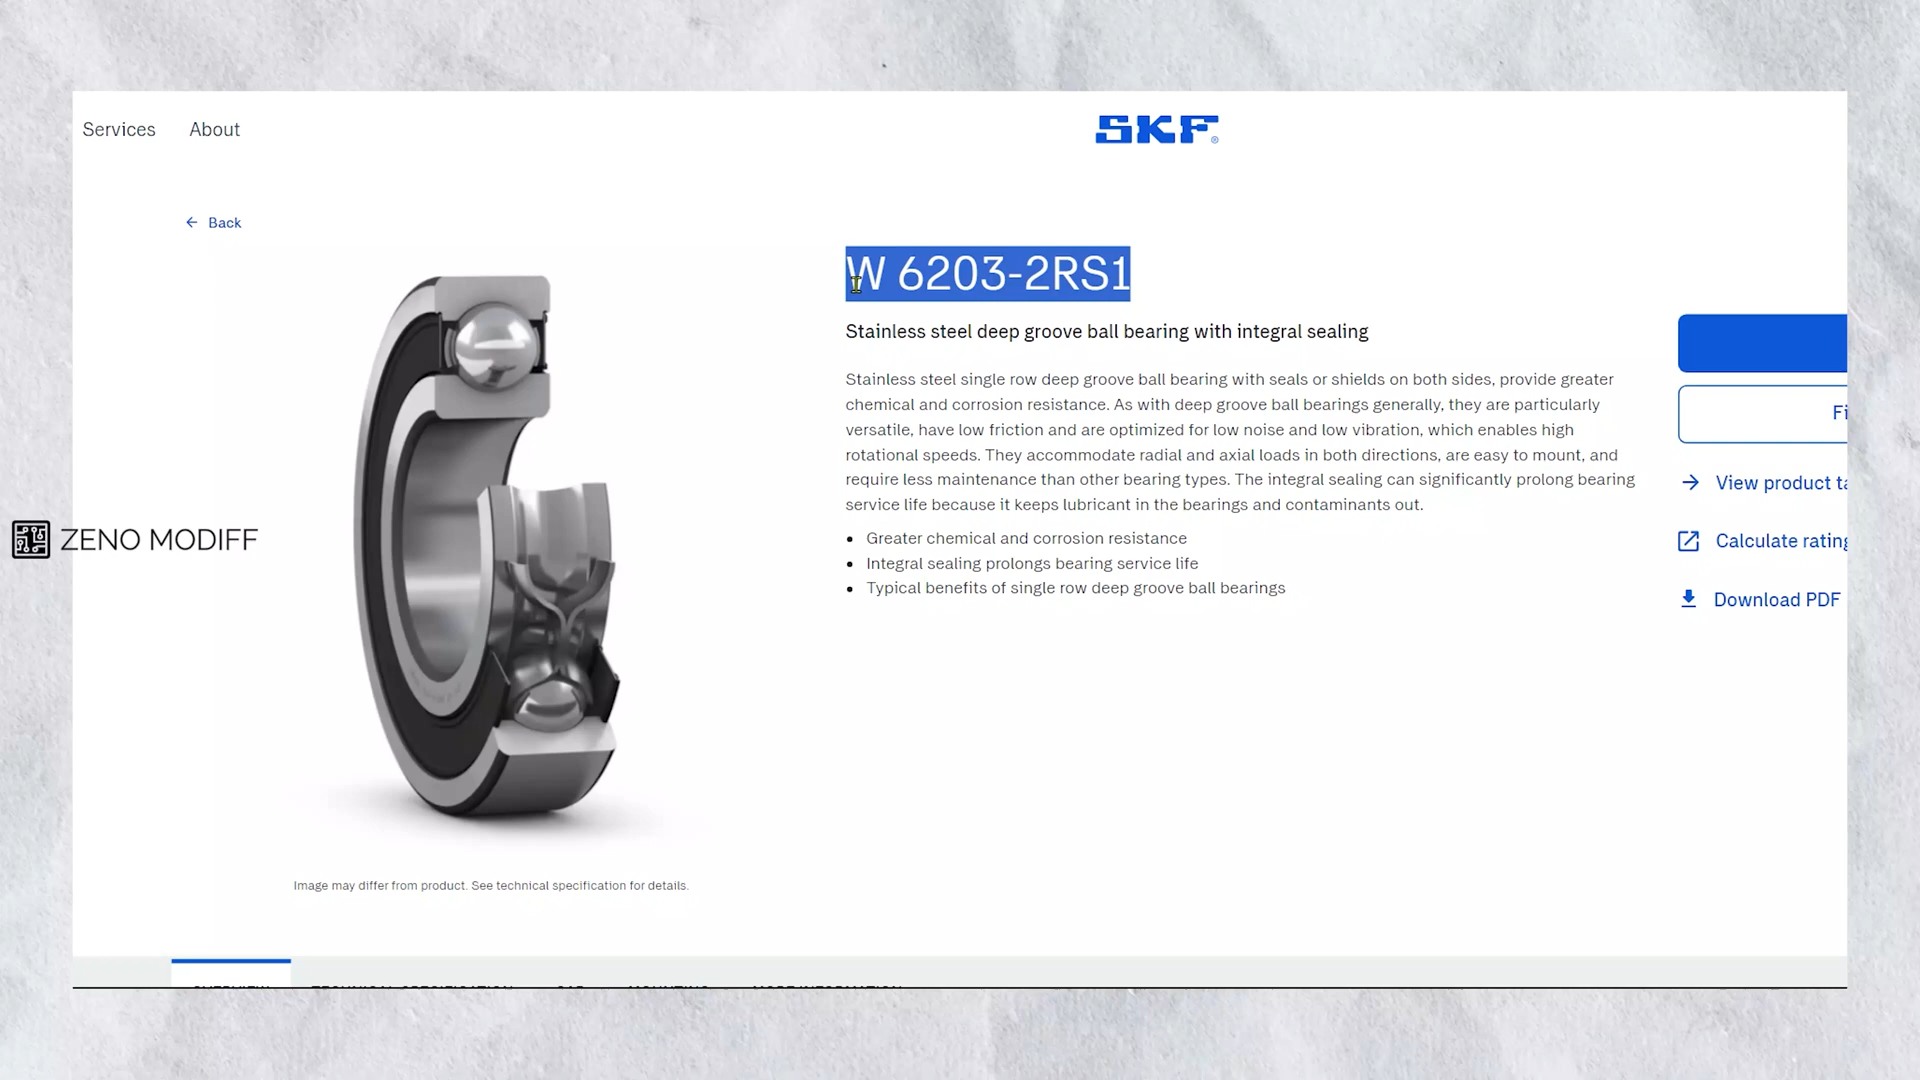 Services About
SKF
Back
W 6203-2RS1
Stainless steel deep groove ball bearing with integral sealing
Stainless steel single row deep groove ball bearing with seals or shields on both sides, provide greater
chemical and corrosion resistance. As with deep groove ball bearings generally, they are particularly
versatile, have low friction and are optimized for low noise and low vibration, which enables high
rotational speeds. They accommodate radial and axial loads in both directions, are easy to mount, and
require less maintenance than other bearing types. The integral sealing can significantly prolong bearing
service life because it keeps lubricant in the bearings and contaminants out.
Greater chemical and corrosion resistance
Integral sealing prolongs bearing service life
Typical benefits of single row deep groove ball bearings
View product
Calculate
Download PDF
ZENO MODIFF
Image may differ from product. See technical specification for details.